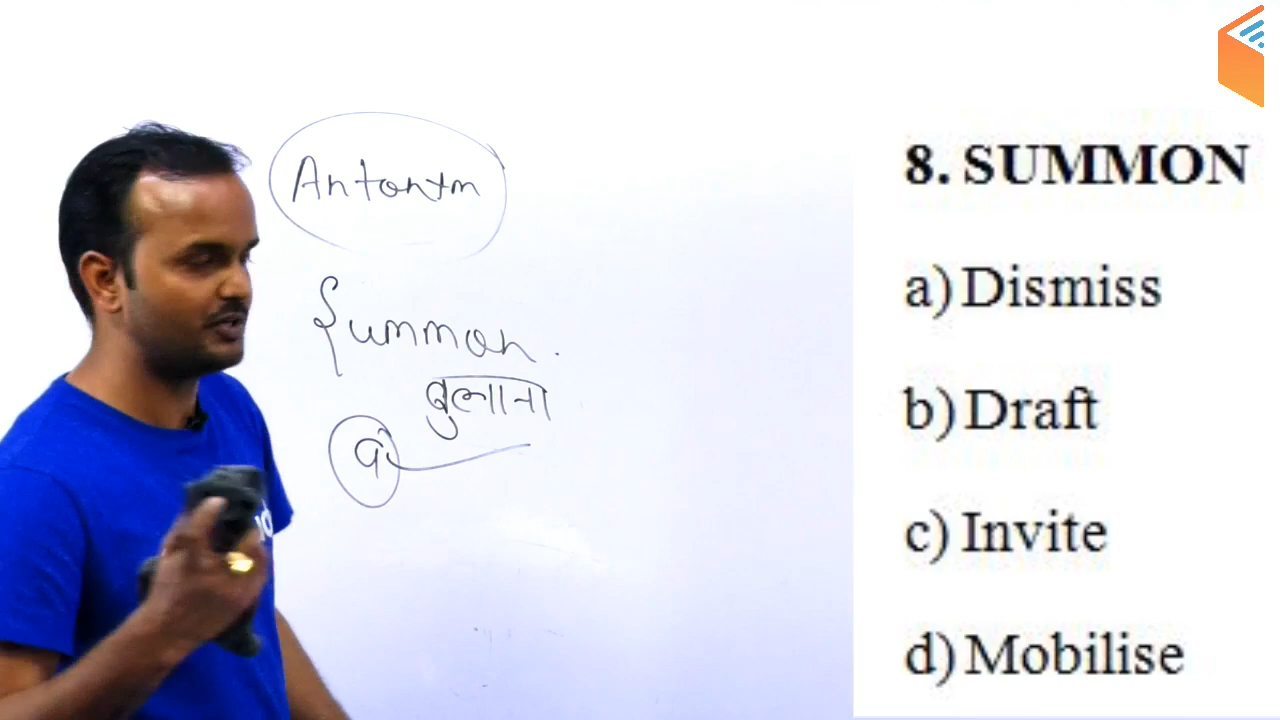 Antonym
Summon.
बुलाना
a
8. SUMMON
a) Dismiss
b) Draft
c) Invite
d) Mobilise